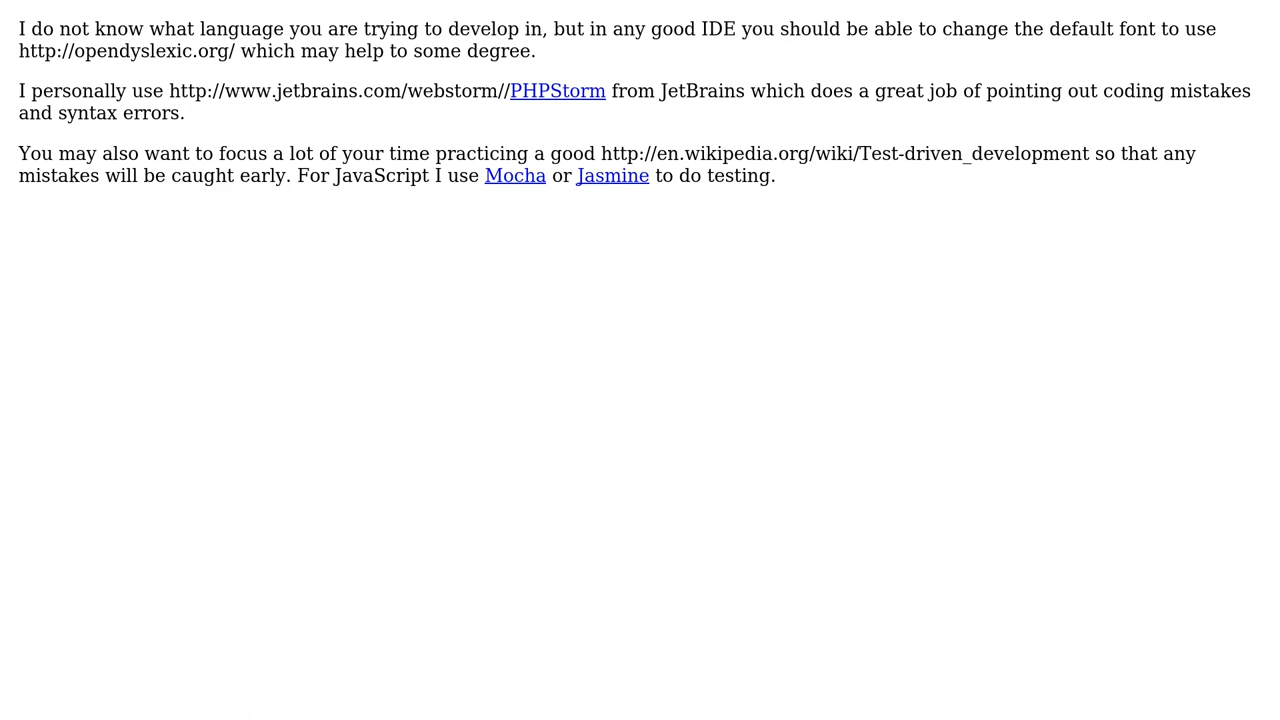 I do not know what language you are trying to develop in, but in any good IDE you should be able to change the default font to use
http://opendyslexic.org/ which may help to some degree.
I personally use http://www.jetbrains.com/webstorm//PHPStorm from JetBrains which does a great job of pointing out coding mistakes
and syntax errors.
You may also want to focus a lot of your time practicing a good http://en.wikipedia.org/wiki/Test-driven_development so that any
mistakes will be caught early. For JavaScript I use Mocha or Jasmine to do testing.